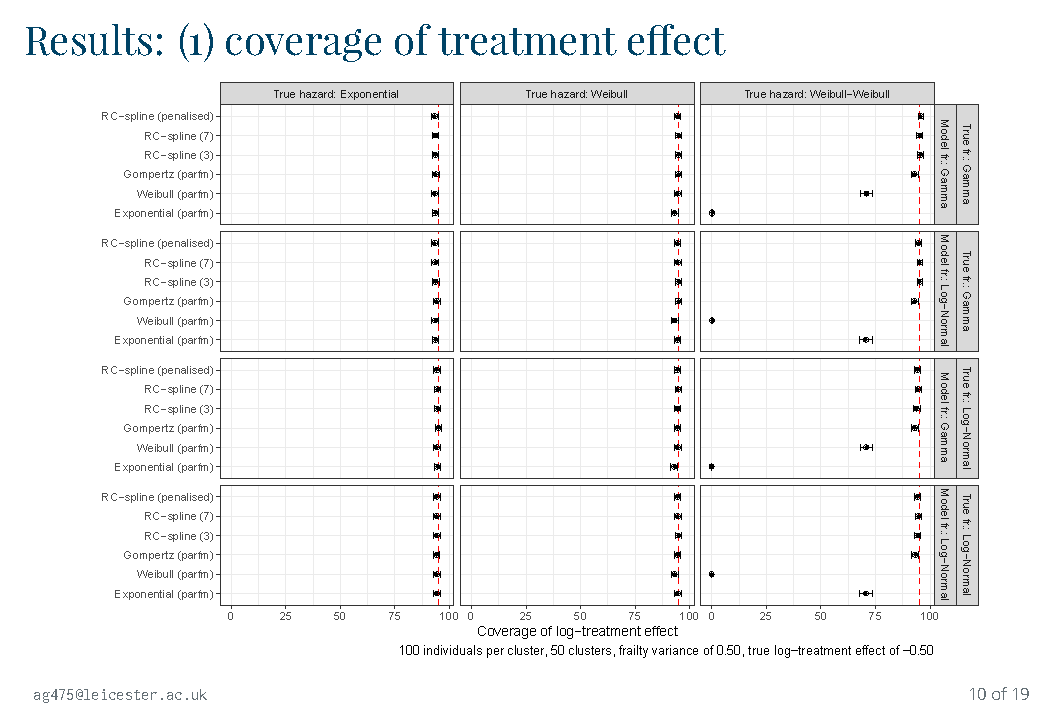 Results: (1) coverage of treatment effect
True hazard: Exponential
True hazard: Weibull
True hazard: Weibull−Weibull
RC−spline (penalised)
RC−spline (7)
RC−spline (3)
Gompertz (parfm)
Weibull (parfm)
Exponential (parfm)
Model fr.: Gamma
True fr.: Gamma
RC−spline (penalised)
RC−spline (7)
RC−spline (3)
Gompertz (parfm)
Weibull (parfm)
Exponential (parfm)
Model fr.: Log−Normal
True fr.: Gamma
RC−spline (penalised)
RC−spline (7)
RC−spline (3)
Gompertz (parfm)
Weibull (parfm)
Exponential (parfm)
Model fr.: Gamma
True fr.: Log−Normal
RC−spline (penalised)
RC−spline (7)
RC−spline (3)
Gompertz (parfm)
Weibull (parfm)
Exponential (parfm)
Model fr.: Log−Normal
True fr.: Log−Normal
0 25 50 75 100 0 25 50 75 100 0 25 50 75 100
Coverage of log−treatment effect
100 individuals per cluster, 50 clusters, frailty variance of 0.50, true log−treatment effect of −0.50
ag475@leicester.ac.uk
10 of 19